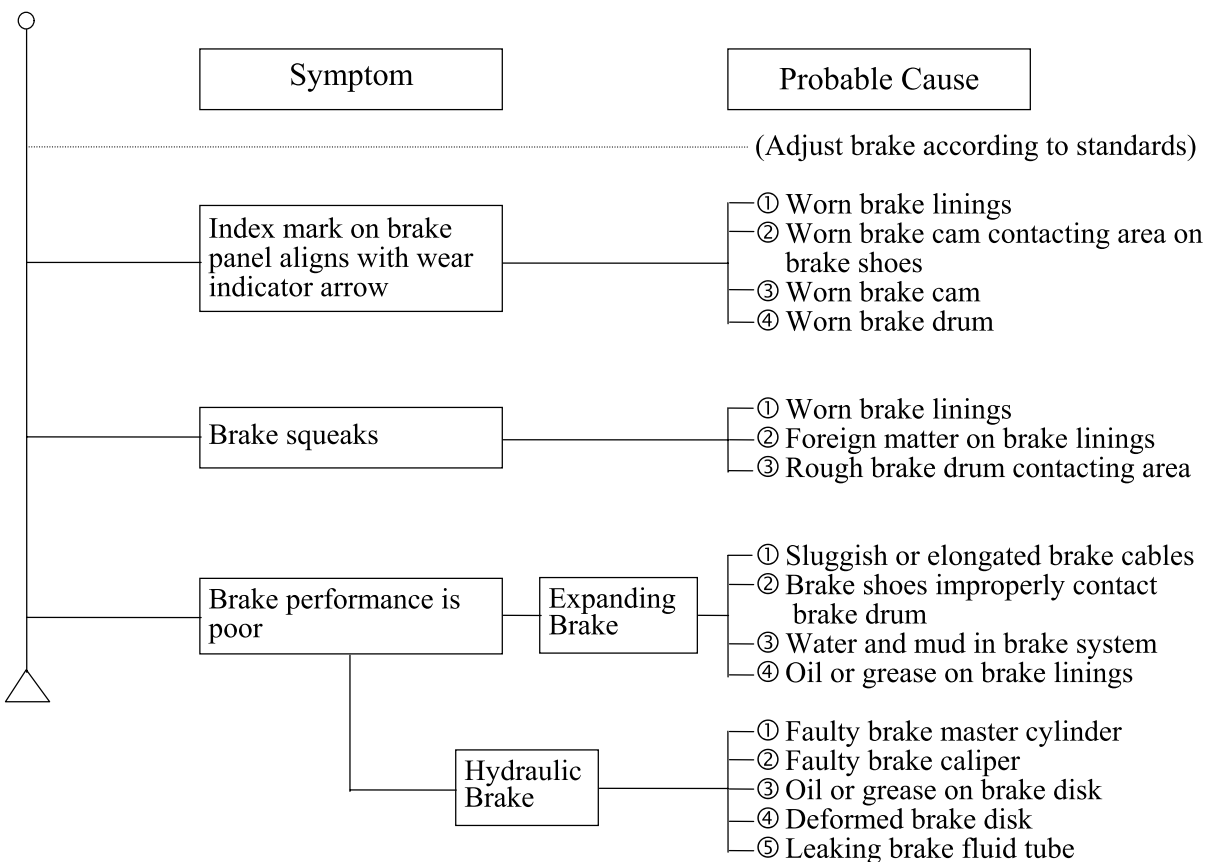 Symptom
Probable Cause
(Adjust brake according to standards)
Index mark on brake
panel aligns with wear
indicator arrow
① Worn brake linings
② Worn brake cam contacting area on
brake shoes
③ Worn brake cam
④ Worn brake drum
Brake squeaks
① Worn brake linings
② Foreign matter on brake linings
③ Rough brake drum contacting area
Brake performance is
poor
Expanding
Brake
① Sluggish or elongated brake cables
② Brake shoes improperly contact
brake drum
③ Water and mud in brake system
④ Oil or grease on brake linings
Hydraulic
Brake
① Faulty brake master cylinder
② Faulty brake caliper
③ Oil or grease on brake disk
④ Deformed brake disk
⑤ Leaking brake fluid tube